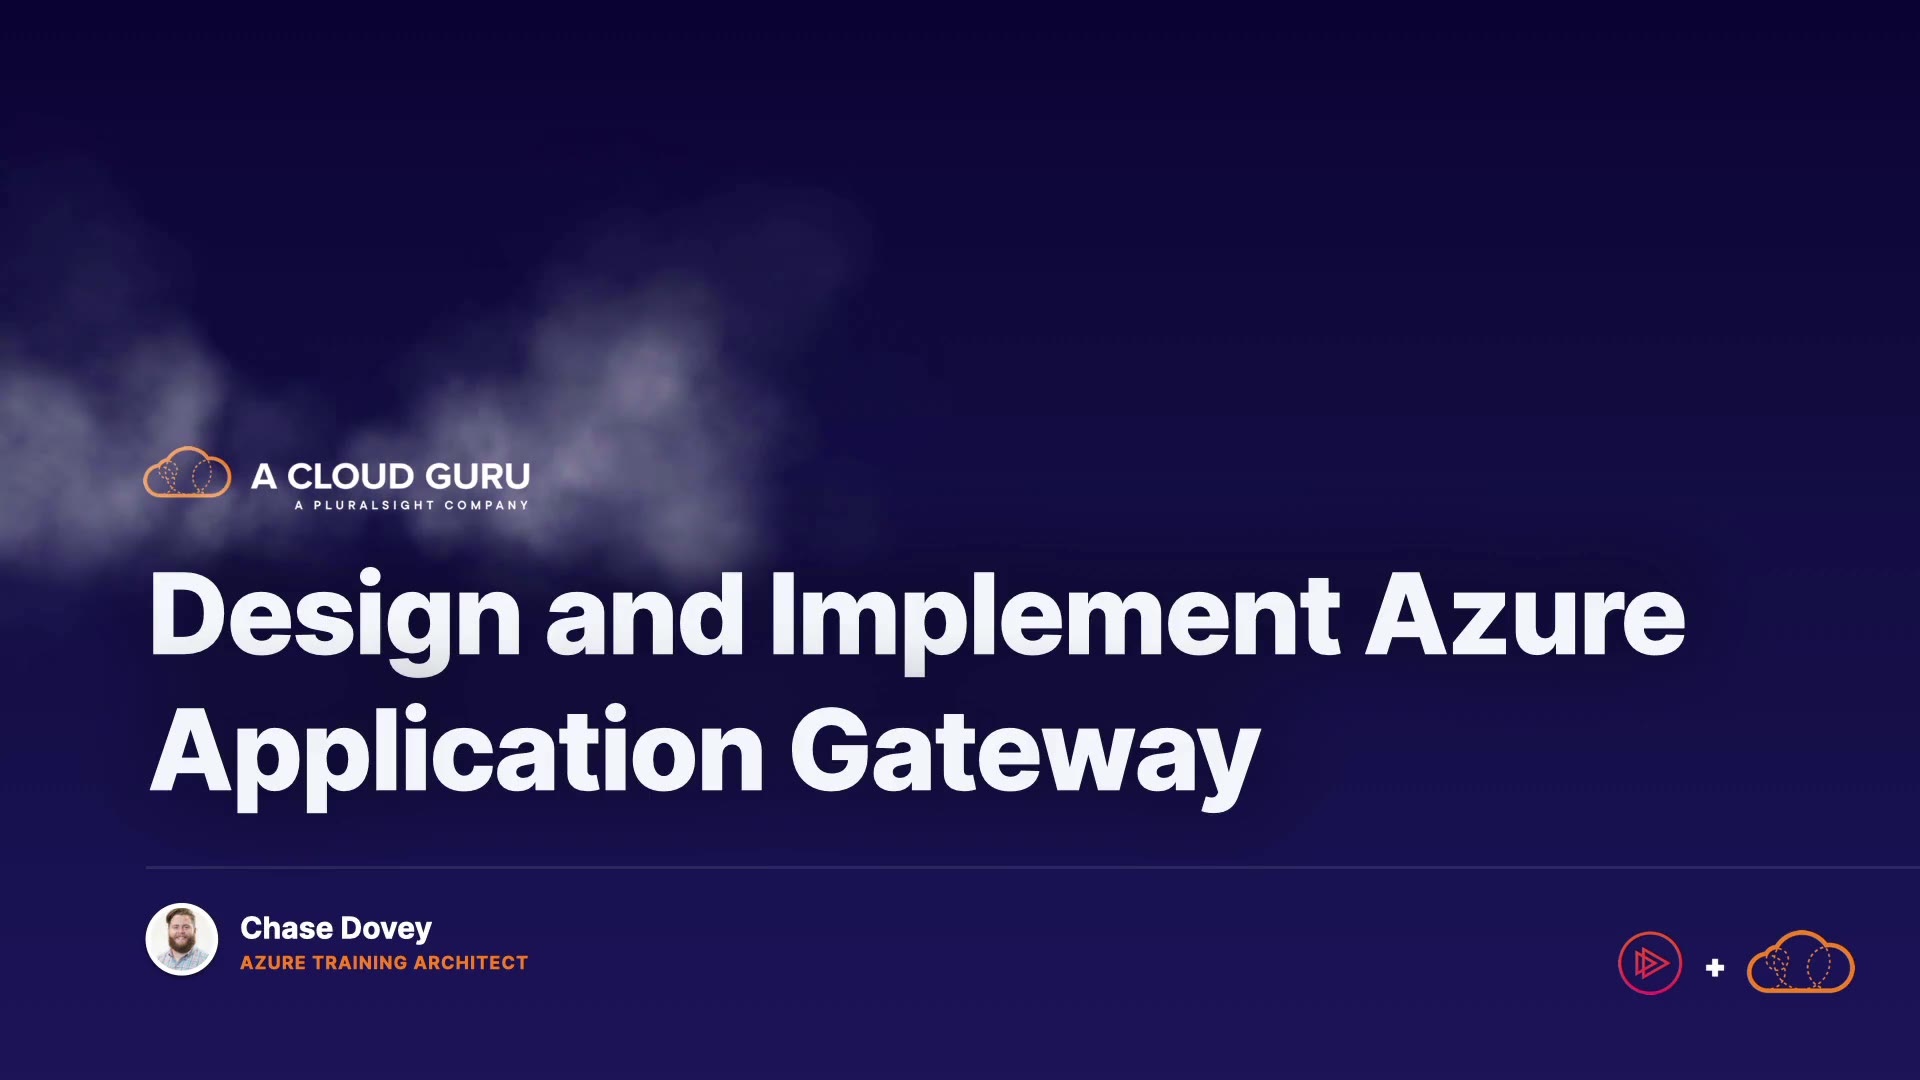 A CLOUD GURU
A PLURALSIGHT COMPANY
Design and Implement Azure
Application Gateway
Chase Dovey
AZURE TRAINING ARCHITECT
+